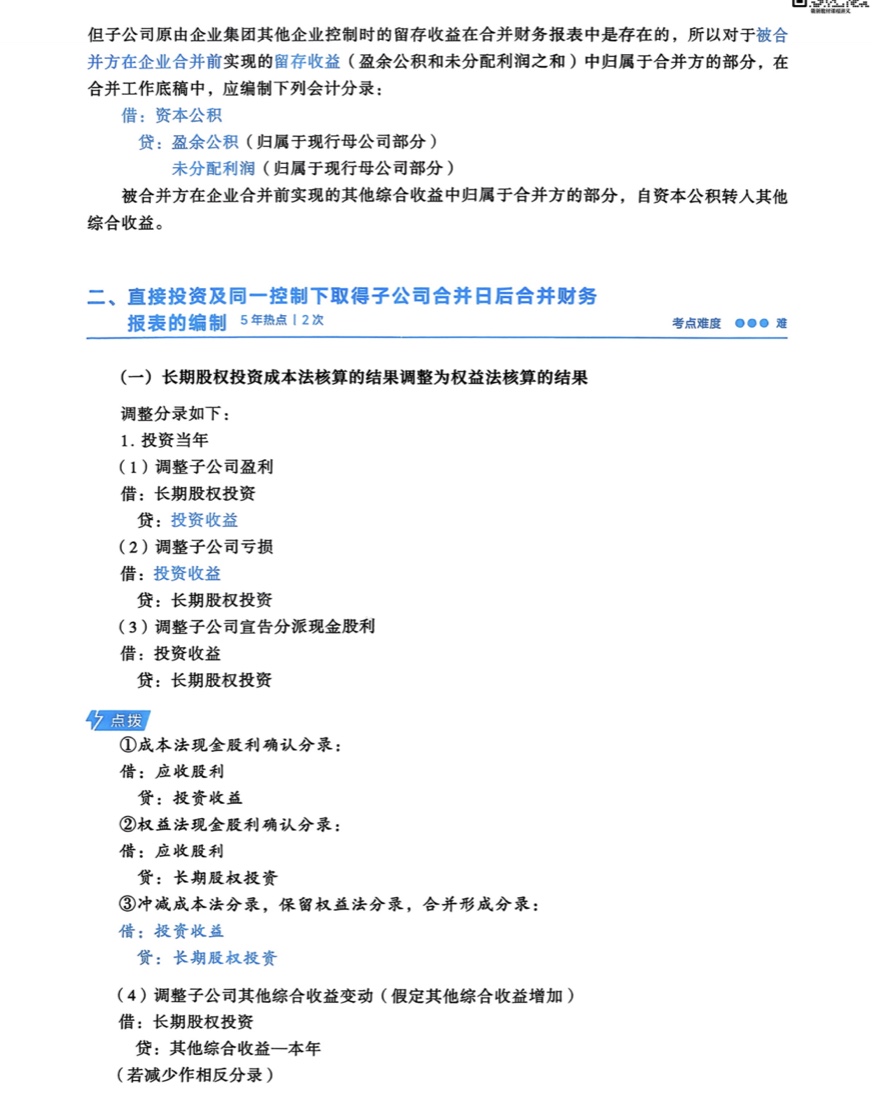 但子公司原由企业集团其他企业控制时的留存收益在合并财务报表中是存在的，所以对于被合
并方在企业合并前实现的留存收益（盈余公积和未分配利润之和）中归属于合并方的部分，在
合并工作底稿中，应编制下列会计分录：
借：资本公积
贷：盈余公积（归属于现行母公司部分）
未分配利润（归属于现行母公司部分）
被合并方在企业合并前实现的其他综合收益中归属于合并方的部分，自资本公积转入其他
综合收益。
二、直接投资及同一控制下取得子公司合并日后合并财务
报表的编制 5年热点丨2次
考点难度 难
（一）长期股权投资成本法核算的结果调整为权益法核算的结果
调整分录如下：
1. 投资当年
（1）调整子公司盈利
借：长期股权投资
贷：投资收益
（2）调整子公司亏损
借：投资收益
贷：长期股权投资
（3）调整子公司宣告分派现金股利
借：投资收益
贷：长期股权投资
点拨
①成本法现金股利确认分录：
借：应收股利
贷：投资收益
②权益法现金股利确认分录：
借：应收股利
贷：长期股权投资
③冲减成本法分录，保留权益法分录，合并形成分录：
借：投资收益
贷：长期股权投资
（4）调整子公司其他综合收益变动（假定其他综合收益增加）
借：长期股权投资
贷：其他综合收益—本年
（若减少作相反分录）